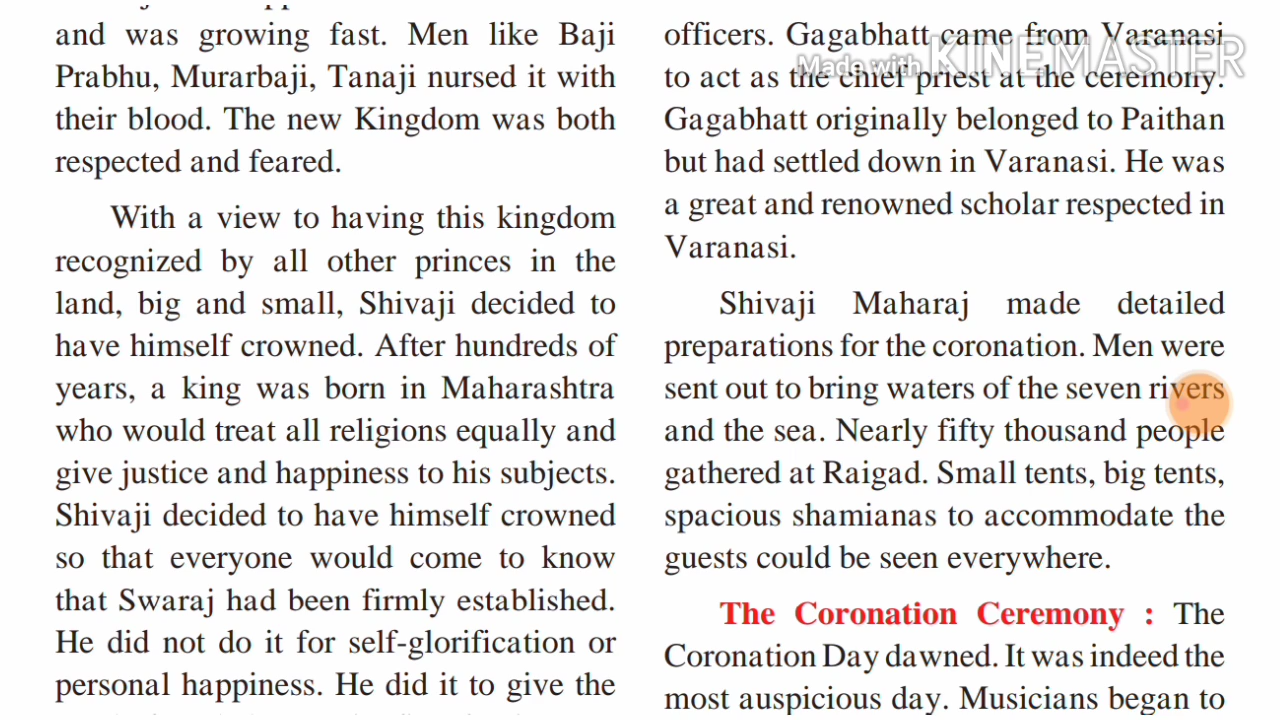 and was growing fast. Men like Baji
Prabhu, Murarbaji, Tanaji nursed it with
their blood. The new Kingdom was both
respected and feared.
With a view to having this kingdom
recognized by all other princes in the
land, big and small, Shivaji decided to
have himself crowned. After hundreds of
years, a king was born in Maharashtra
who would treat all religions equally and
give justice and happiness to his subjects.
Shivaji decided to have himself crowned
so that everyone would come to know
that Swaraj had been firmly established.
He did not do it for self-glorification or
personal happiness. He did it to give the
officers. Gagabhatt came from Varanasi
to act as the chief priest at the ceremony.
Gagabhatt originally belonged to Paithan
but had settled down in Varanasi. He was
a great and renowned scholar respected in
Varanasi.
Shivaji Maharaj made detailed
preparations for the coronation. Men were
sent out to bring waters of the seven rivers
and the sea. Nearly fifty thousand people
gathered at Raigad. Small tents, big tents,
spacious shamianas to accommodate the
guests could be seen everywhere.
The Coronation Ceremony : The
Coronation Day dawned. It was indeed the
most auspicious day. Musicians began to
Made with KINEMASTER